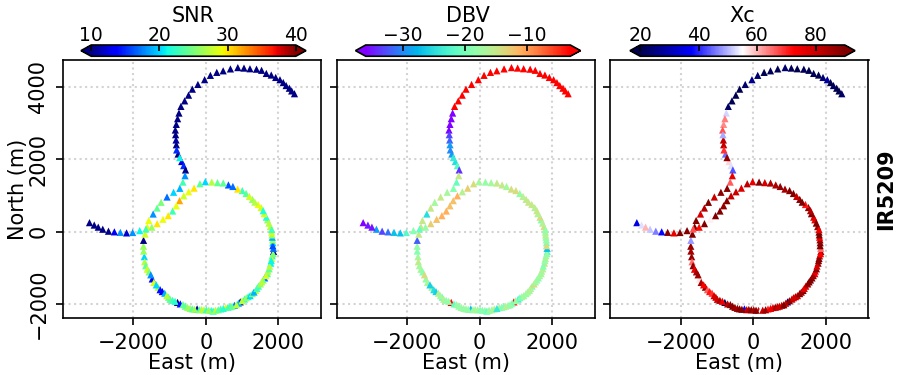 SNR DBV Xc
10 20 30 40 −30 −20 −10 20 40 60 80
4000
2000
0
−2000
North (m)
IR5209
−2000 0 2000 −2000 0 2000 −2000 0 2000
East (m) East (m) East (m)